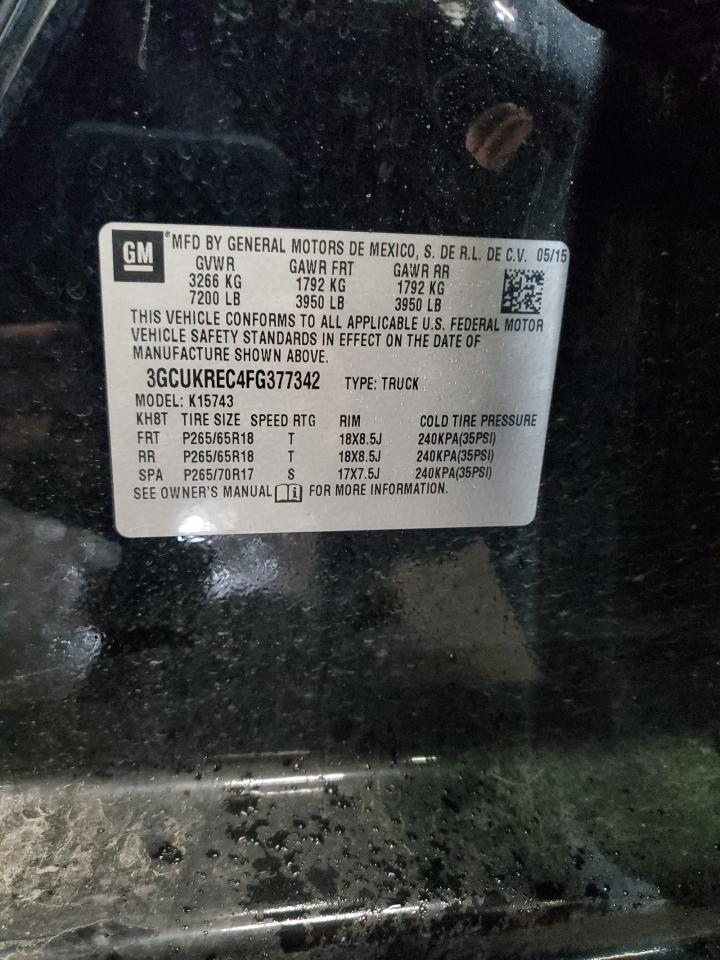 GM
*MFD BY GENERAL MOTORS DE MEXICO, S. DE R.L. DE C.V. 05/15
GVWR GAWR FRT GAWR RR
3266 KG 1792 KG 1792 KG
7200 LB 3950 LB 3950 LB
THIS VEHICLE CONFORMS TO ALL APPLICABLE U.S. FEDERAL MOTOR
VEHICLE SAFETY STANDARDS IN EFFECT ON THE DATE OF
MANUFACTURE SHOWN ABOVE.
3GCUKREC4FG377342 TYPE: TRUCK
MODEL: K15743
KH8T TIRE SIZE SPEED RTG RIM COLD TIRE PRESSURE
FRT P265/65R18 T 18X8.5J 240KPA(35PSI)
RR P265/65R18 T 18X8.5J 240KPA(35PSI)
SPA P265/70R17 S 17X7.5J 240KPA(35PSI)
SEE OWNER'S MANUAL FOR MORE INFORMATION.